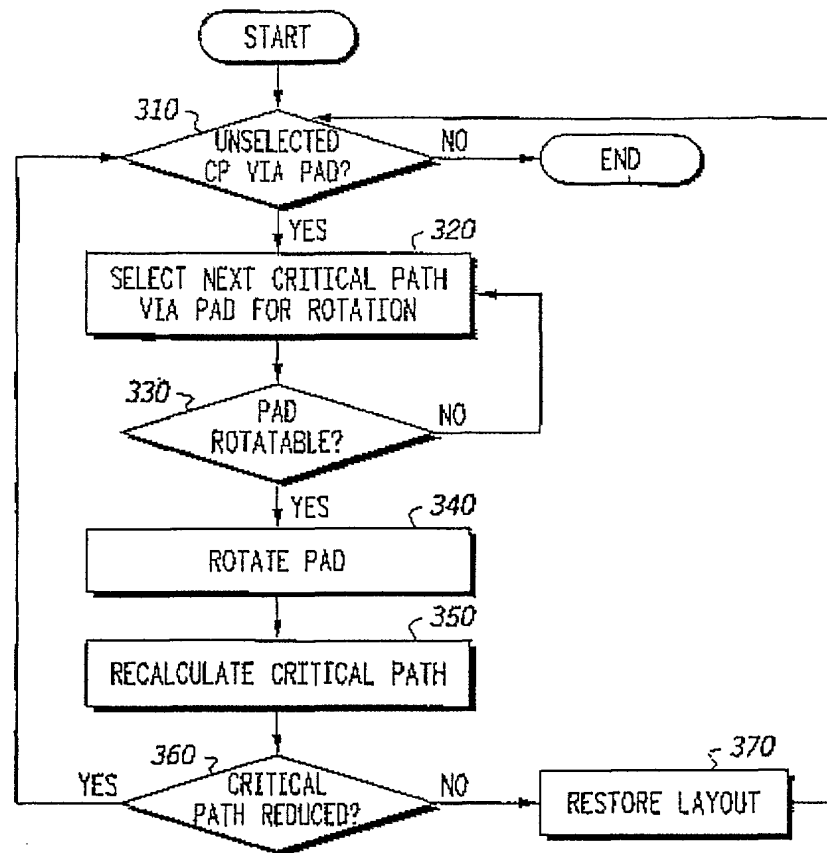 START
310
UNSELECTED
CP VIA PAD?
NO
END
YES
320
SELECT NEXT CRITICAL PATH
VIA PAD FOR ROTATION
330
PAD
ROTATABLE?
NO
YES
340
ROTATE PAD
350
RECALCULATE CRITICAL PATH
360
YES
CRITICAL
PATH REDUCED?
NO
370
RESTORE LAYOUT